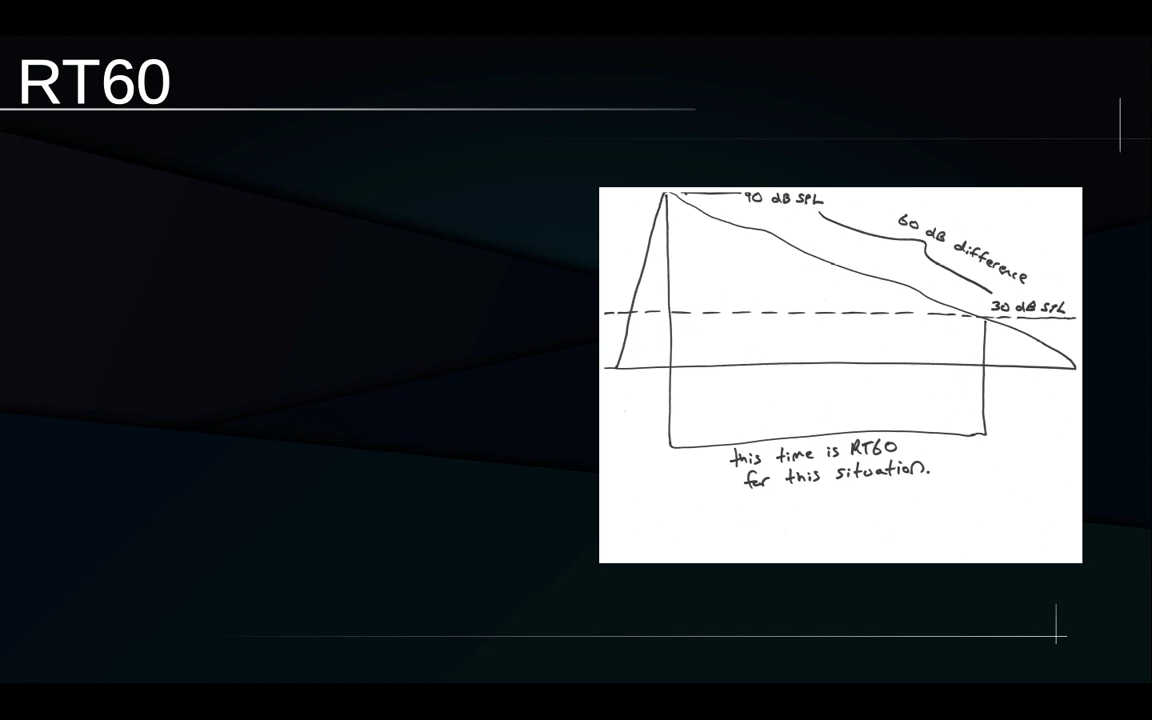 RT60
90 dB SPL
60 dB difference
30 dB SPL
this time is RT60
for this situation.